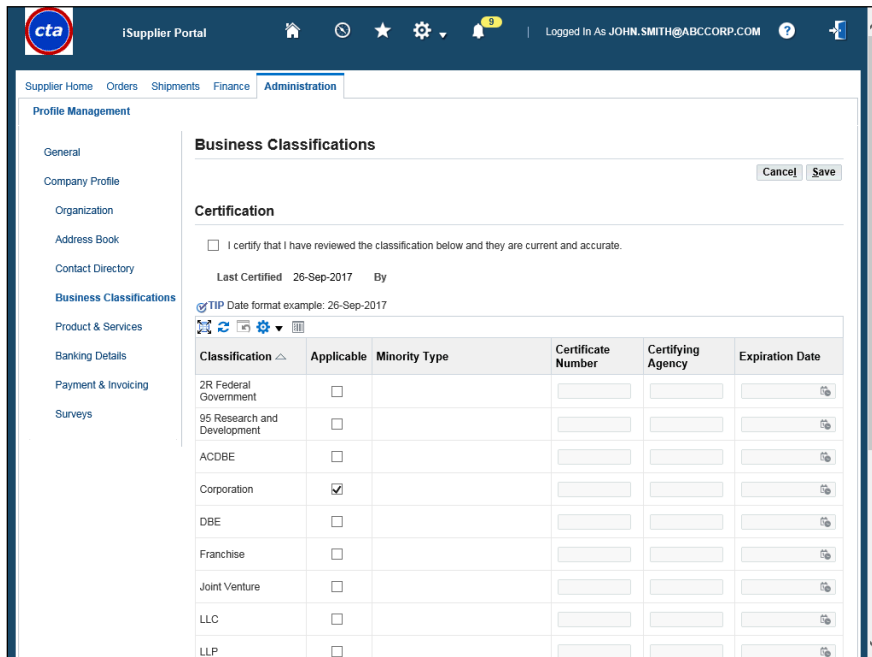 cta
iSupplier Portal
9
| Logged In As JOHN.SMITH@ABCCORP.COM ?
Supplier Home Orders Shipments Finance Administration
Profile Management
General
Company Profile
Organization
Address Book
Contact Directory
Business Classifications
Product & Services
Banking Details
Payment & Invoicing
Surveys
Business Classifications
Cancel Save
Certification
I certify that I have reviewed the classification below and they are current and accurate.
Last Certified 26-Sep-2017 By
TIP Date format example: 26-Sep-2017
Classification Applicable Minority Type Certificate Number Certifying Agency Expiration Date
2R Federal
Government
95 Research and
Development
ACDBE
Corporation
DBE
Franchise
Joint Venture
LLC
LLP